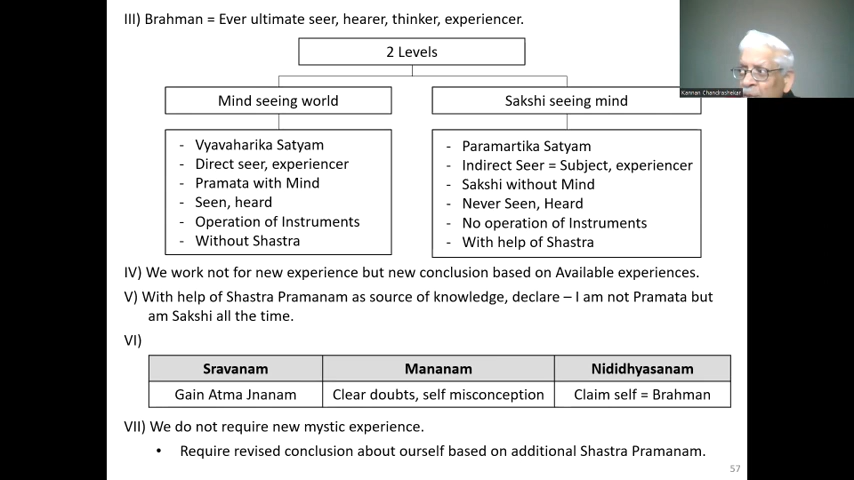 III) Brahman = Ever ultimate seer, hearer, thinker, experiencer.
2 Levels
Mind seeing world
- Vyavaharika Satyam
- Direct seer, experiencer
- Pramata with Mind
- Seen, heard
- Operation of Instruments
- Without Shastra
Sakshi seeing mind
- Paramartika Satyam
- Indirect Seer = Subject, experiencer
- Sakshi without Mind
- Never Seen, Heard
- No operation of Instruments
- With help of Shastra
IV) We work not for new experience but new conclusion based on Available experiences.
V) With help of Shastra Pramanam as source of knowledge, declare – I am not Pramata but
am Sakshi all the time.
VI)
Sravanam Mananam Nididhyasanam
Gain Atma Jnanam Clear doubts, self misconception Claim self = Brahman
VII) We do not require new mystic experience.
• Require revised conclusion about ourself based on additional Shastra Pramanam.
57
Kannan Chandrashekar